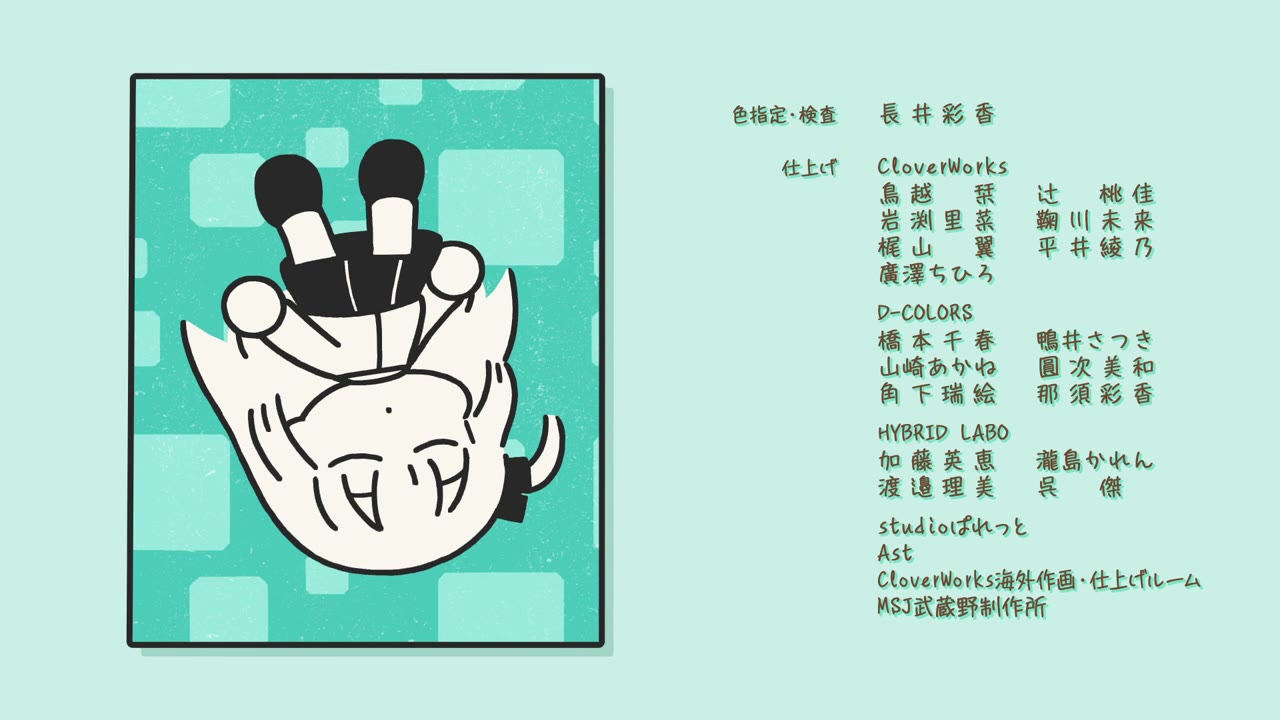 色指定・検査 長井彩香
仕上げ CloverWorks
鳥越 栞 辻 桃佳
岩渕里菜 鞠川未来
梶山 翼 平井綾乃
廣澤ちひろ
D-COLORS
橋本千春 鴨井さつき
山崎あかね 圓次美和
角下瑞絵 那須彩香
HYBRID LABO
加藤英恵 瀧島かれん
渡邉理美 呉 傑
studioぱれっと
Ast
CloverWorks海外作画・仕上げルーム
MSJ武蔵野制作所